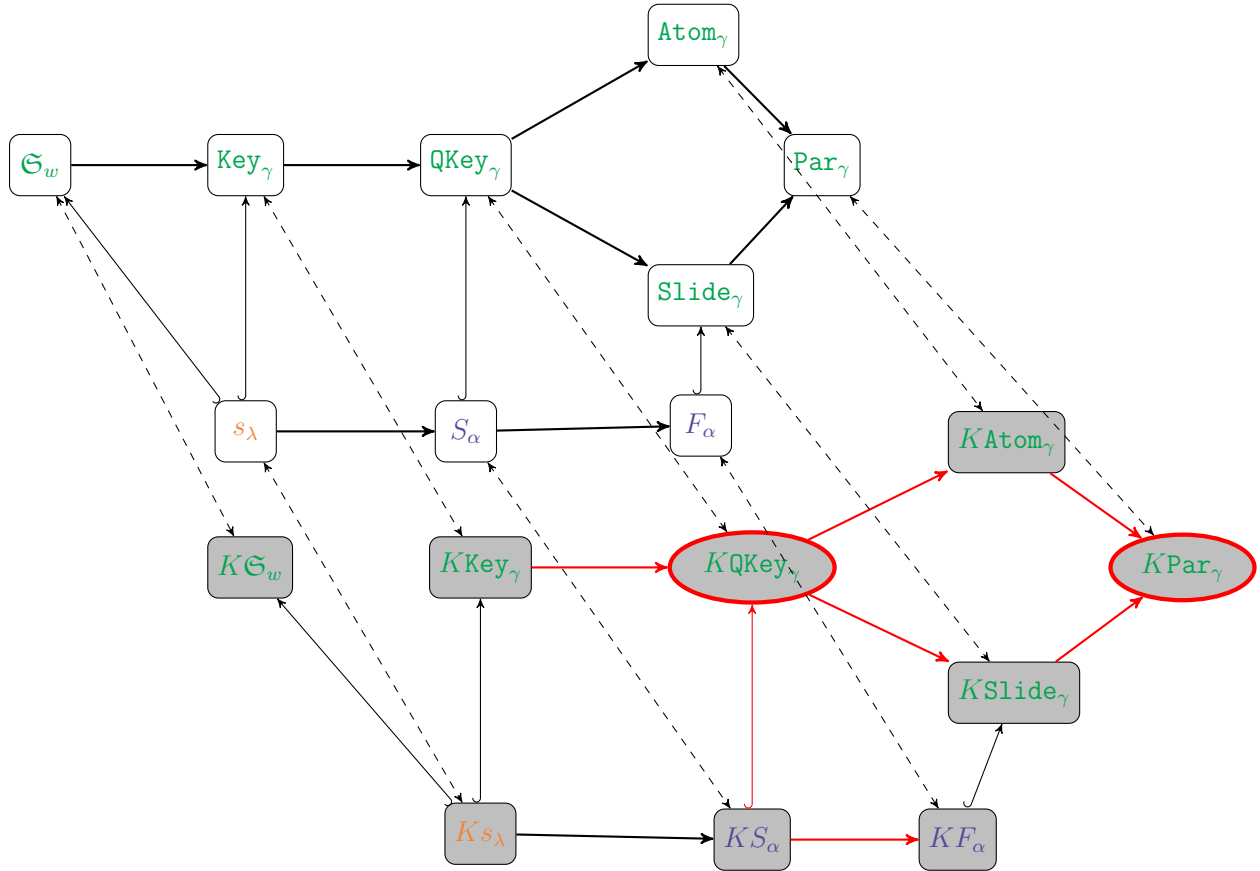 Atom_γ
𝔖_w Key_γ QKey_γ Par_γ
Slide_γ
s_λ S_α F_α
KAtom_γ
K𝔖_w KKey_γ KQKey_γ KPar_γ
KSlide_γ
Ks_λ KS_α KF_α